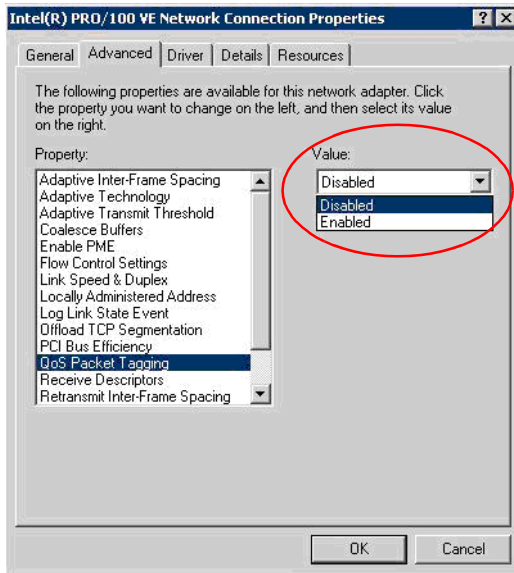 Intel(R) PRO/100 VE Network Connection Properties
General
Advanced
Driver
Details
Resources
The following properties are available for this network adapter. Click
the property you want to change on the left, and then select its value
on the right.
Property:
Value:
Adaptive Inter-Frame Spacing
Adaptive Technology
Adaptive Transmit Threshold
Coalesce Buffers
Enable PME
Flow Control Settings
Link Speed & Duplex
Locally Administered Address
Log Link State Event
Offload TCP Segmentation
PCI Bus Efficiency
QoS Packet Tagging
Receive Descriptors
Retransmit Inter-Frame Spacing
Disabled
Disabled
Enabled
OK
Cancel